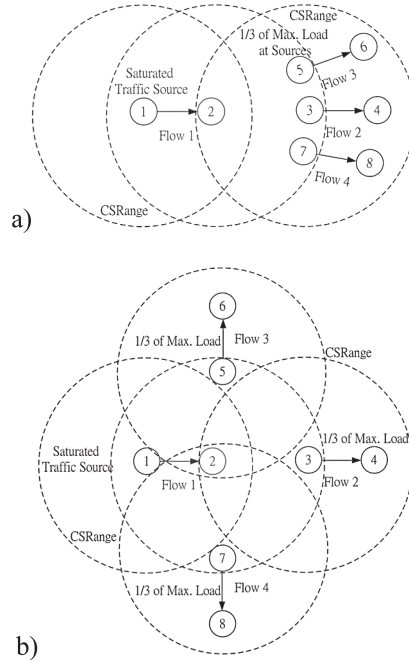 CSRange
1/3 of Max. Load
at Sources
6
5
Flow 3
Saturated
Traffic Source
1
2
3
4
Flow 1
Flow 2
7
8
Flow 4
CSRange
a)
6
1/3 of Max. Load
Flow 3
5
CSRange
1/3 of Max. Load
Saturated
Traffic Source
1
2
3
4
Flow 1
Flow 2
CSRange
7
1/3 of Max. Load
Flow 4
8
b)